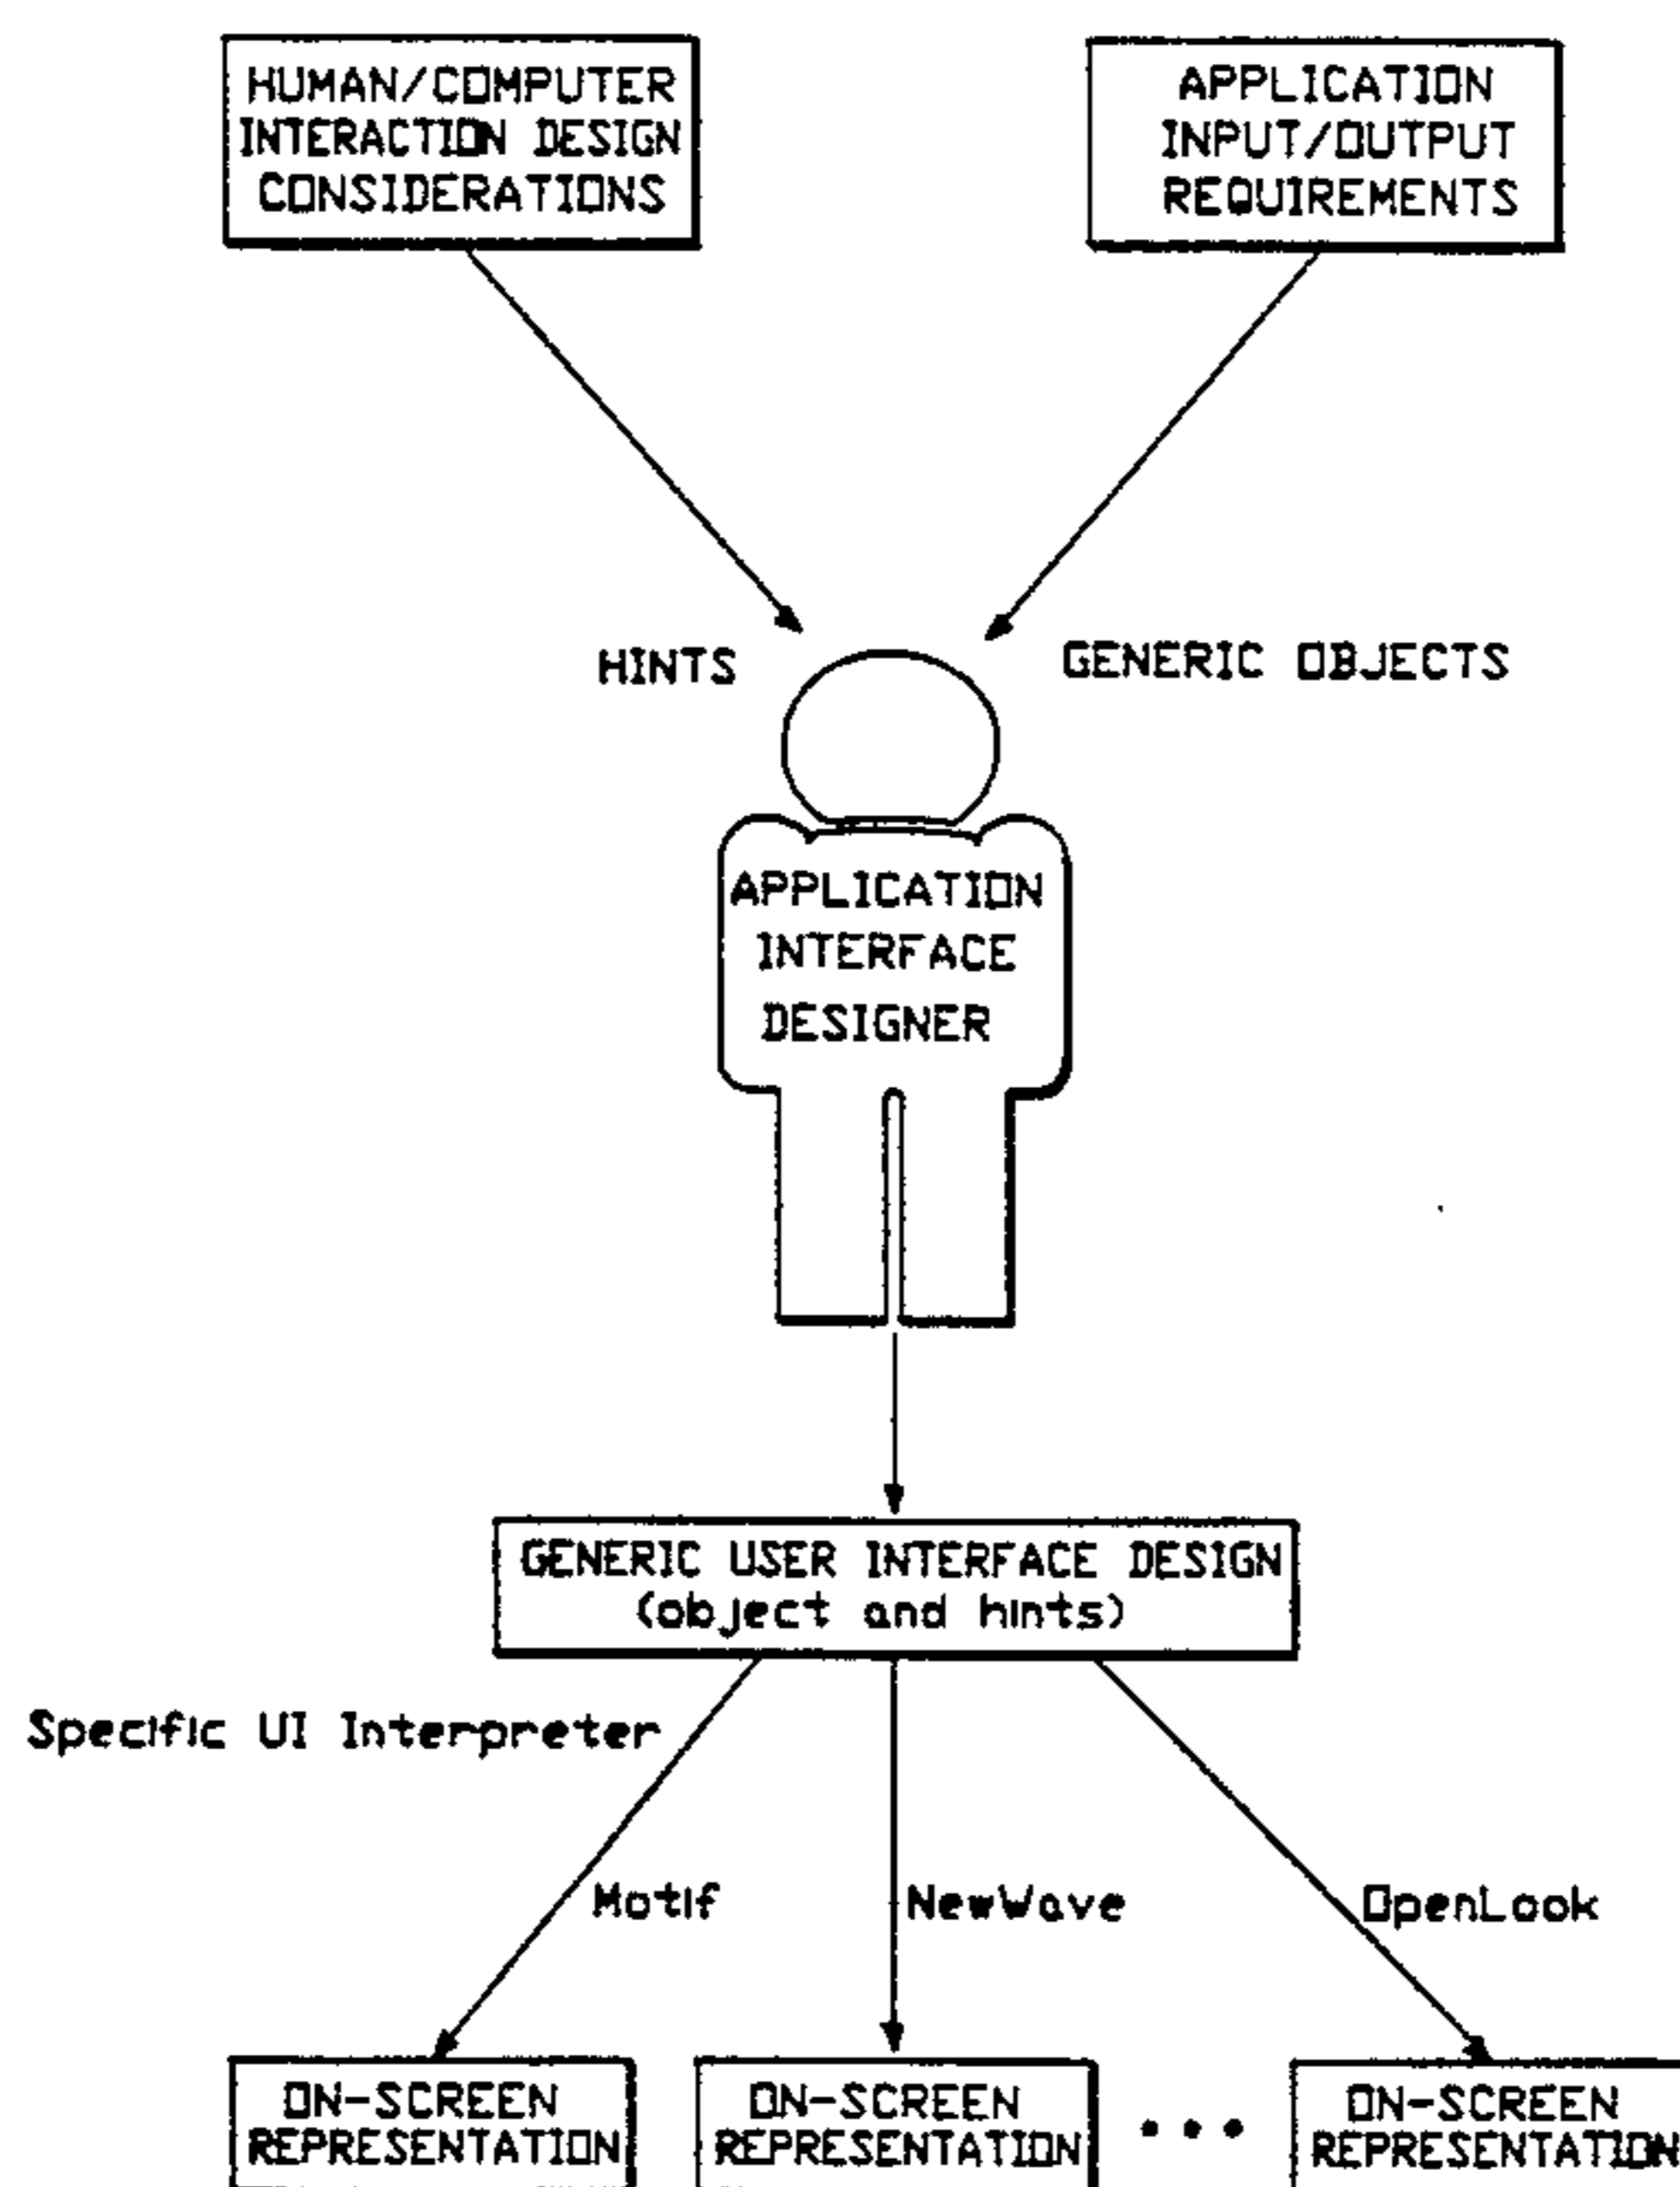 HUMAN/COMPUTER
INTERACTION DESIGN
CONSIDERATIONS
APPLICATION
INPUT/OUTPUT
REQUIREMENTS
HINTS
GENERIC OBJECTS
APPLICATION
INTERFACE
DESIGNER
GENERIC USER INTERFACE DESIGN
(object and hints)
Specific UI Interpreter
Motif
NewWave
OpenLook
ON-SCREEN
REPRESENTATION
ON-SCREEN
REPRESENTATION
• • •
ON-SCREEN
REPRESENTATION